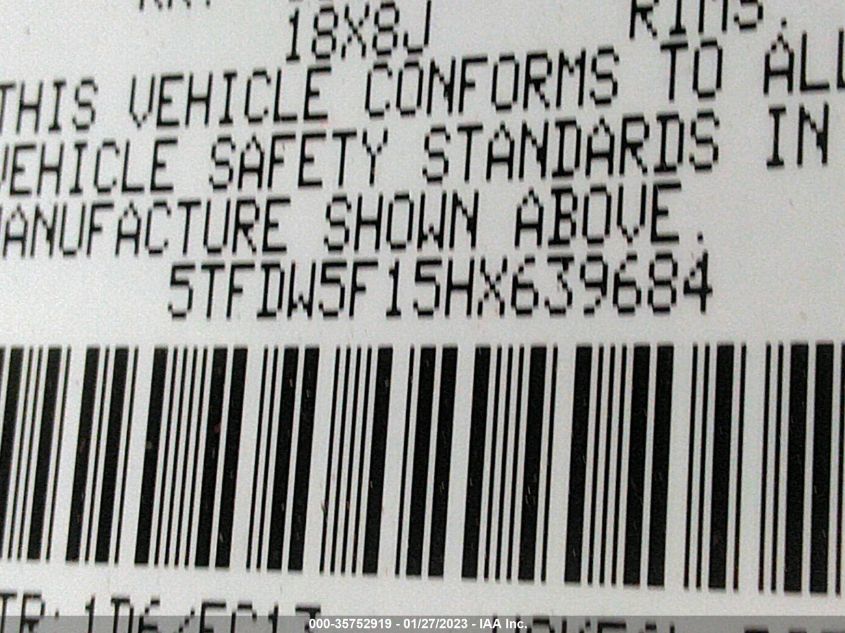 18X8J RIMS.
THIS VEHICLE CONFORMS TO ALL
VEHICLE SAFETY STANDARDS IN
MANUFACTURE SHOWN ABOVE.
5TFDW5F15HX639684
000-35752919 - 01/27/2023 - IAA Inc.